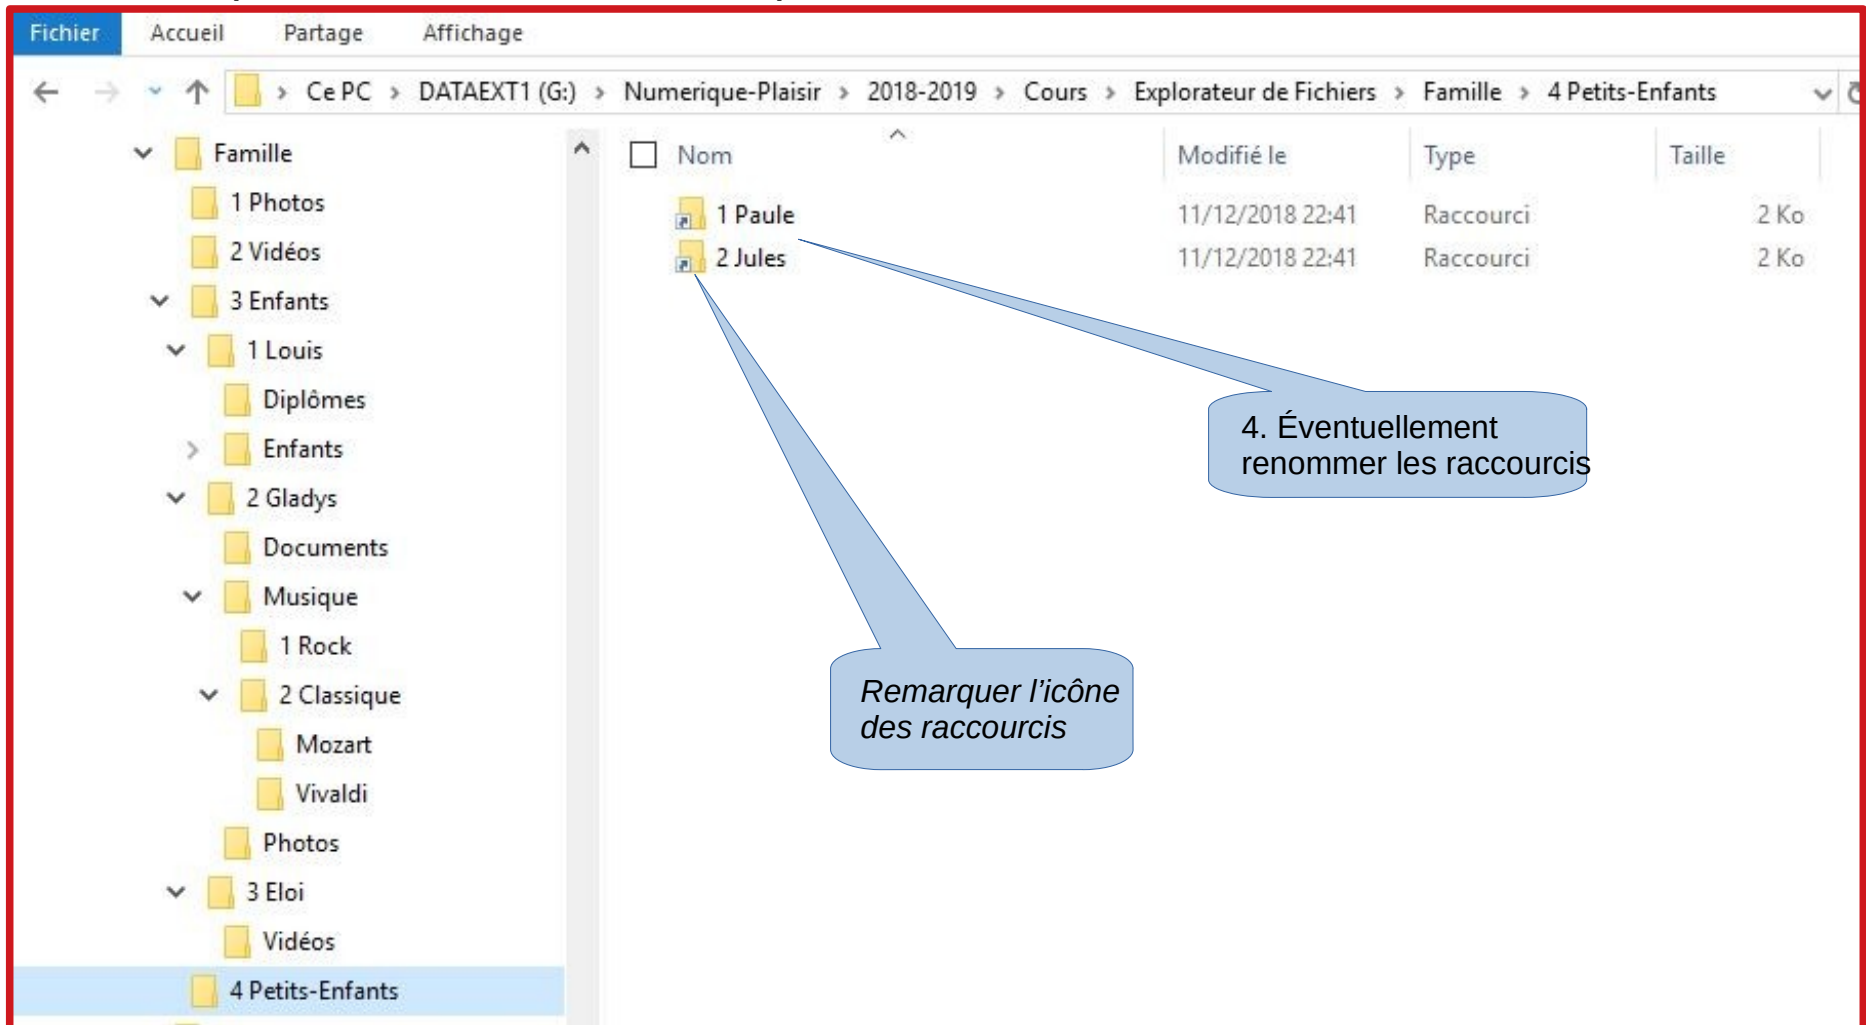 Fichier Accueil Partage Affichage
Ce PC > DATAEXT1 (G:) > Numerique-Plaisir > 2018-2019 > Cours > Explorateur de Fichiers > Famille > 4 Petits-Enfants
Famille
1 Photos
2 Vidéos
3 Enfants
1 Louis
Diplômes
Enfants
2 Gladys
Documents
Musique
1 Rock
2 Classique
Mozart
Vivaldi
Photos
3 Eloi
Vidéos
4 Petits-Enfants
Nom Modifié le Type Taille
1 Paule 11/12/2018 22:41 Raccourci 2 Ko
2 Jules 11/12/2018 22:41 Raccourci 2 Ko
4. Éventuellement
renommer les raccourcis
Remarquer l’icône
des raccourcis